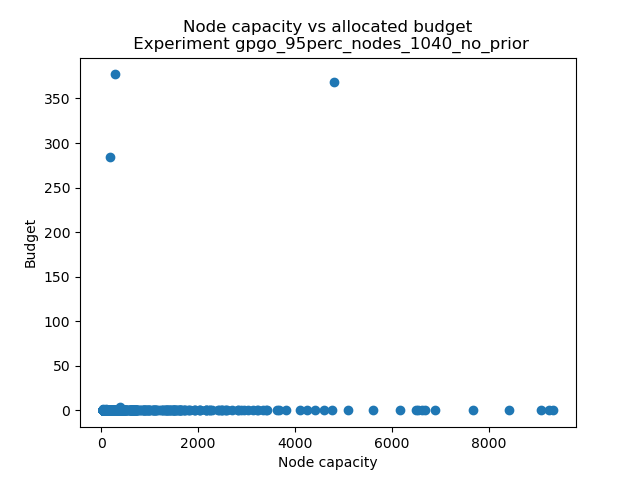 Node capacity vs allocated budget
Experiment gpgo_95perc_nodes_1040_no_prior
350
300
250
200
150
100
50
0
Budget
0 2000 4000 6000 8000
Node capacity